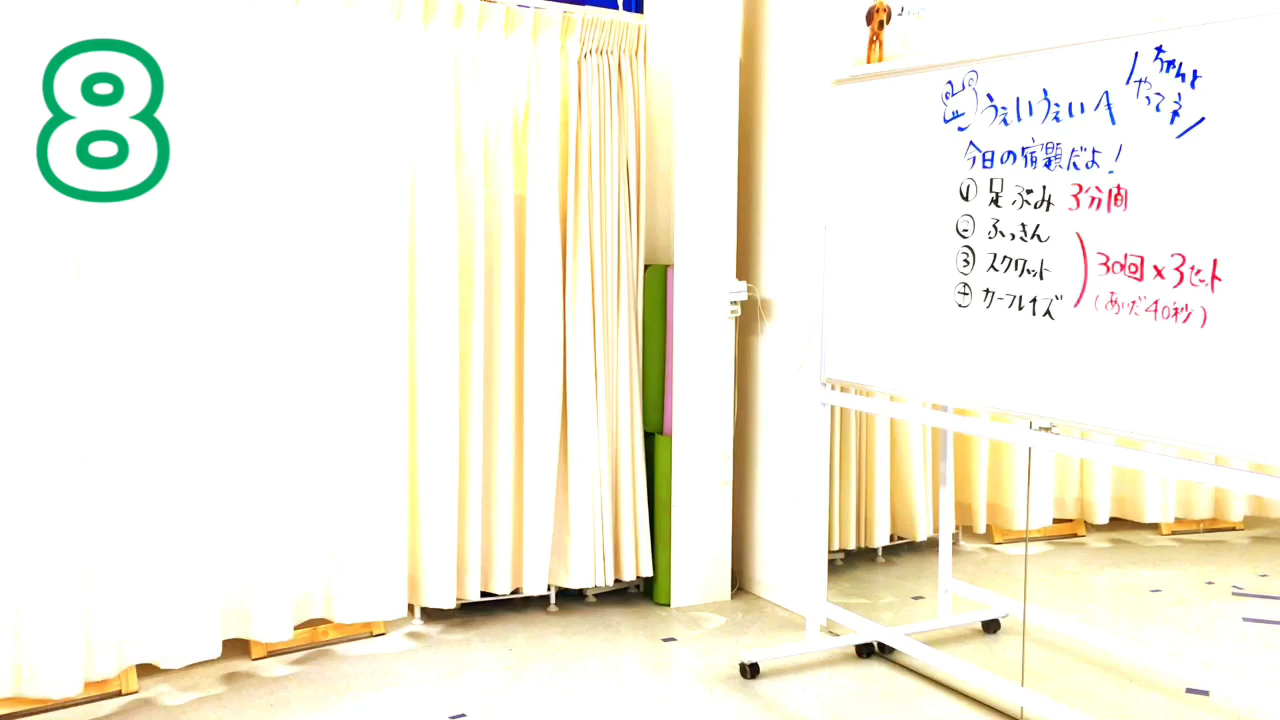 8
うぇいうぇい
ちゃんと
やってネ
今日の宿題だよ!
① 足ぶみ 3分間
② ふっきん
③ スクワット
④ カーフレイズ
30回×3セット
(あいだ40秒)